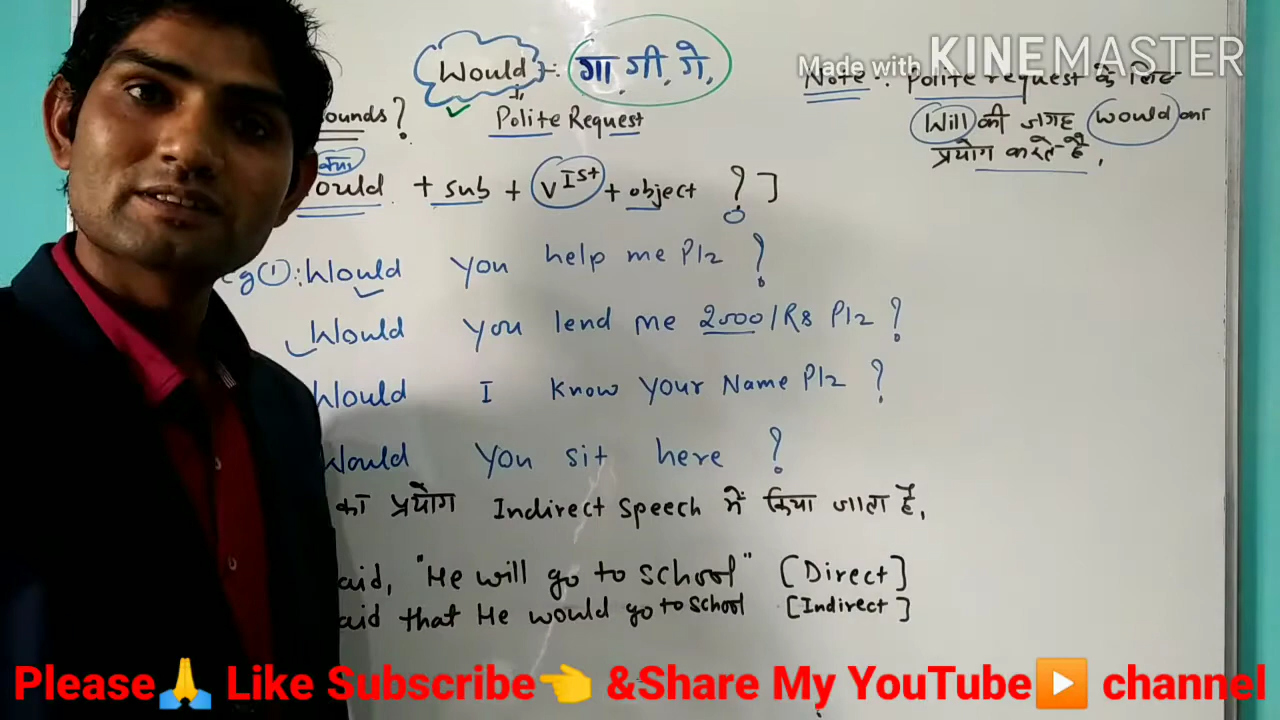 Would = गा, गी, गे,
Made with KINEMASTER
Note :- Polite request के लिए
ounds?
Polite Request
Will की जगह would का
प्रयोग करते है,
क्या
ould + sub + V Ist + object ?]
eg ①: Would you help me Plz ?
Would you lend me 2000/Rs Plz ?
Would I know your Name Plz ?
Would you sit here ?
का प्रयोग Indirect speech में किया जाता है,
aid, "He will go to school" [Direct]
aid that He would go to school [Indirect]
Please🙏 Like Subscribe👈 &Share My YouTube▶️ channel